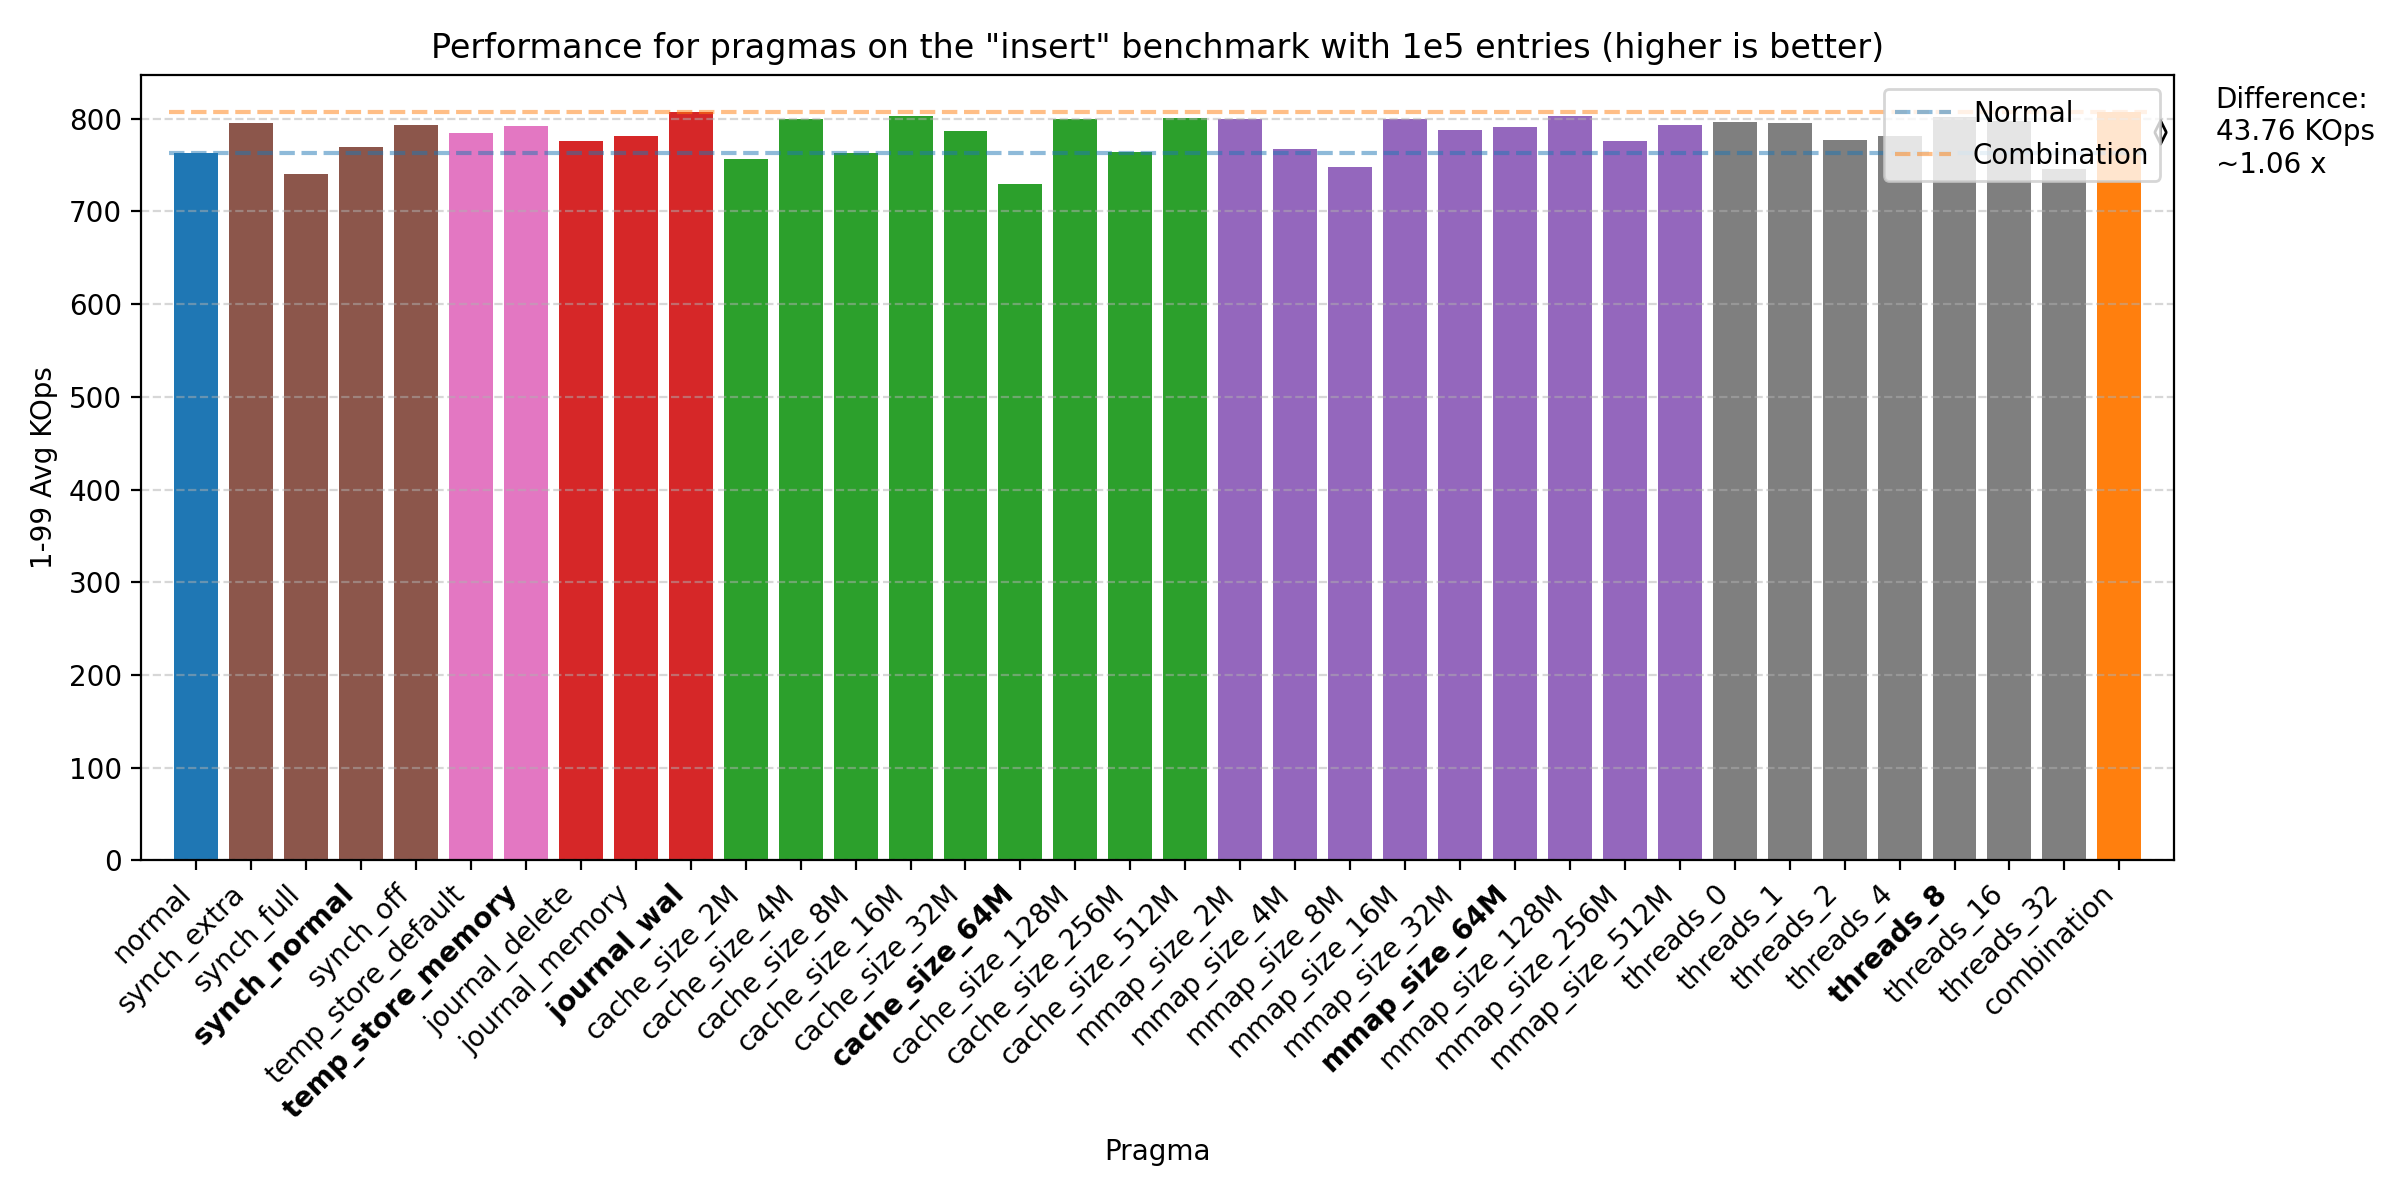 Performance for pragmas on the "insert" benchmark with 1e5 entries (higher is better)
Normal
Combination
Difference:
43.76 KOps
~1.06 x
1-99 Avg KOps
800
700
600
500
400
300
200
100
0
normal
synch_extra
synch_full
synch_normal
synch_off
temp_store_default
temp_store_memory
journal_delete
journal_memory
journal_wal
cache_size_2M
cache_size_4M
cache_size_8M
cache_size_16M
cache_size_32M
cache_size_64M
cache_size_128M
cache_size_256M
cache_size_512M
mmap_size_2M
mmap_size_4M
mmap_size_8M
mmap_size_16M
mmap_size_32M
mmap_size_64M
mmap_size_128M
mmap_size_256M
mmap_size_512M
threads_0
threads_1
threads_2
threads_4
threads_8
threads_16
threads_32
combination
Pragma